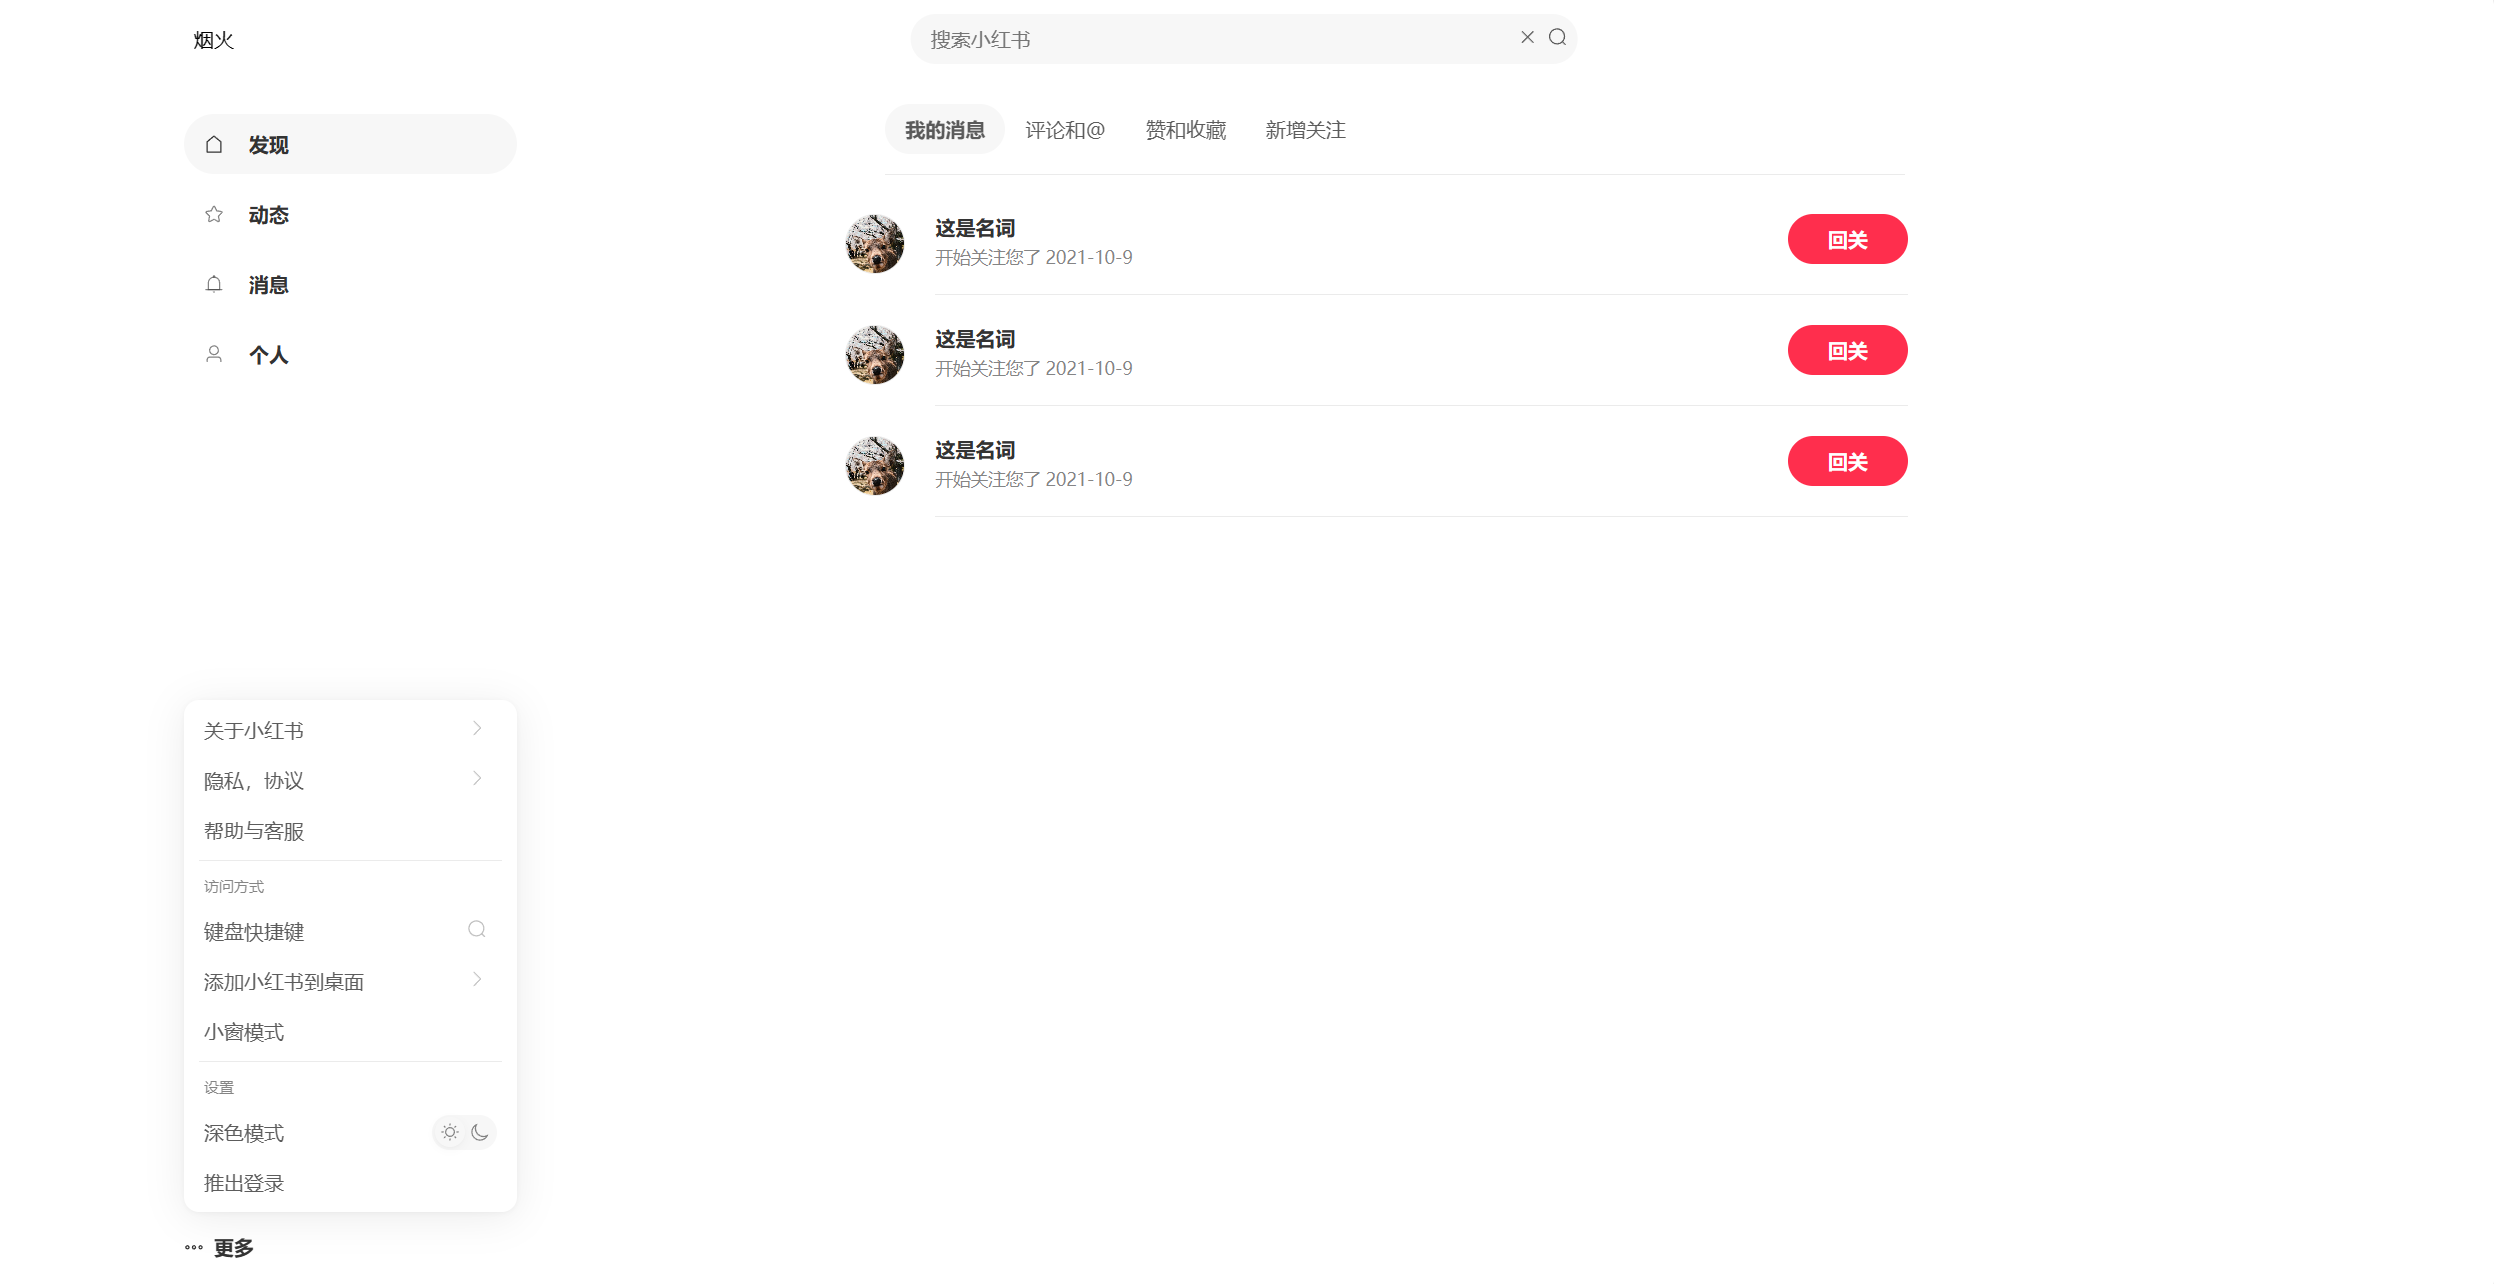 烟火
搜索小红书
发现
动态
消息
个人
我的消息 评论和@ 赞和收藏 新增关注
这是名词
开始关注您了 2021-10-9
回关
这是名词
开始关注您了 2021-10-9
回关
这是名词
开始关注您了 2021-10-9
回关
关于小红书
隐私，协议
帮助与客服
访问方式
键盘快捷键
添加小红书到桌面
小窗模式
设置
深色模式
推出登录
更多